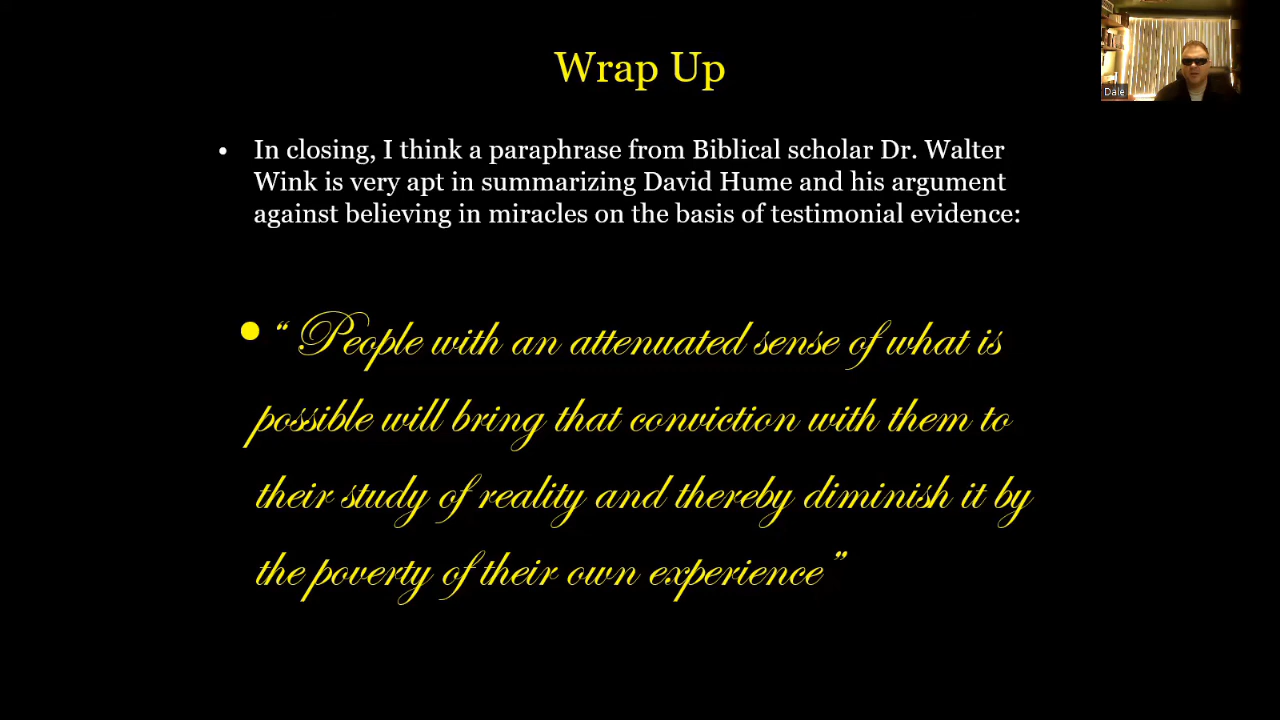 Wrap Up
Dale
• In closing, I think a paraphrase from Biblical scholar Dr. Walter
Wink is very apt in summarizing David Hume and his argument
against believing in miracles on the basis of testimonial evidence:
• “ People with an attenuated sense of what is
possible will bring that conviction with them to
their study of reality and thereby diminish it by
the poverty of their own experience”